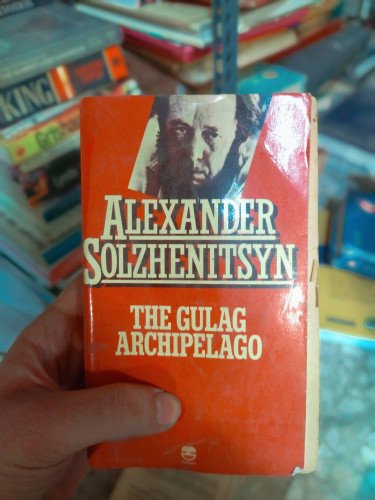 KING
ALEXANDER
SOLZHENITSYN
THE GULAG
ARCHIPELAGO